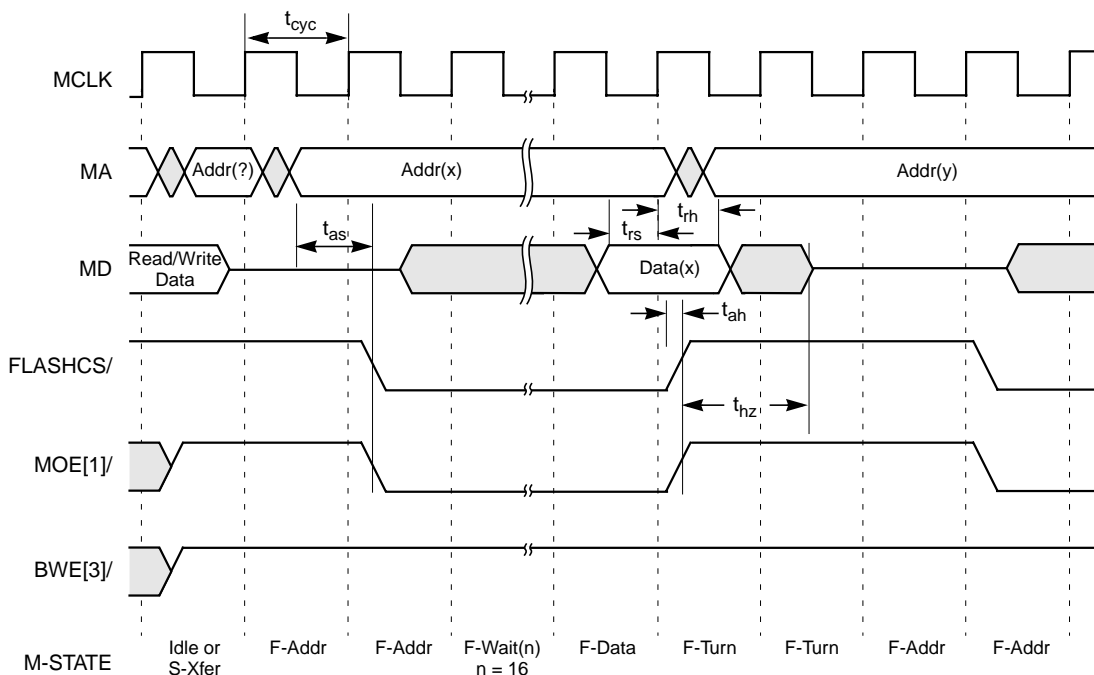 tcyc
MCLK
MA
Addr(?)
Addr(x)
Addr(y)
tas
trs
trh
MD
Read/Write
Data
Data(x)
tah
FLASHCS/
thz
MOE[1]/
BWE[3]/
M-STATE
Idle or
S-Xfer
F-Addr
F-Addr
F-Wait(n)
n = 16
F-Data
F-Turn
F-Turn
F-Addr
F-Addr